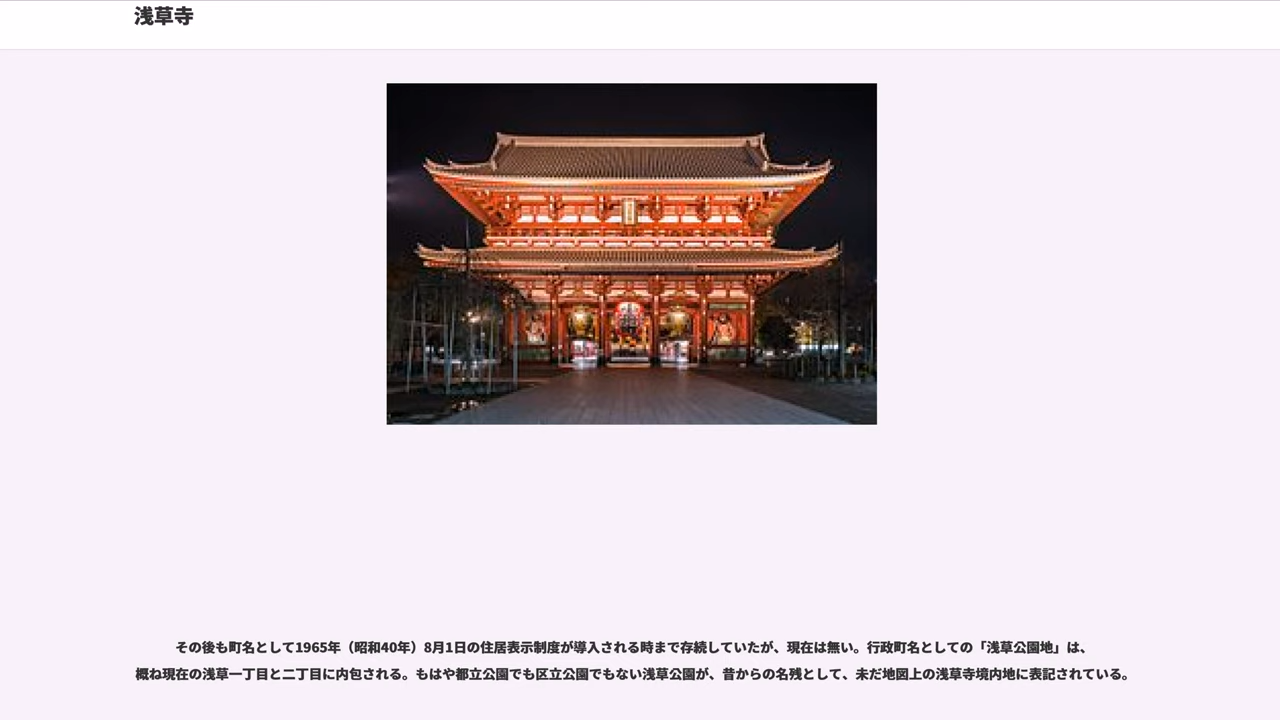 浅草寺
その後も町名として1965年（昭和40年）8月1日の住居表示制度が導入される時まで存続していたが、現在は無い。行政町名としての「浅草公園地」は、
概ね現在の浅草一丁目と二丁目に内包される。もはや都立公園でも区立公園でもない浅草公園が、昔からの名残として、未だ地図上の浅草寺境内地に表記されている。